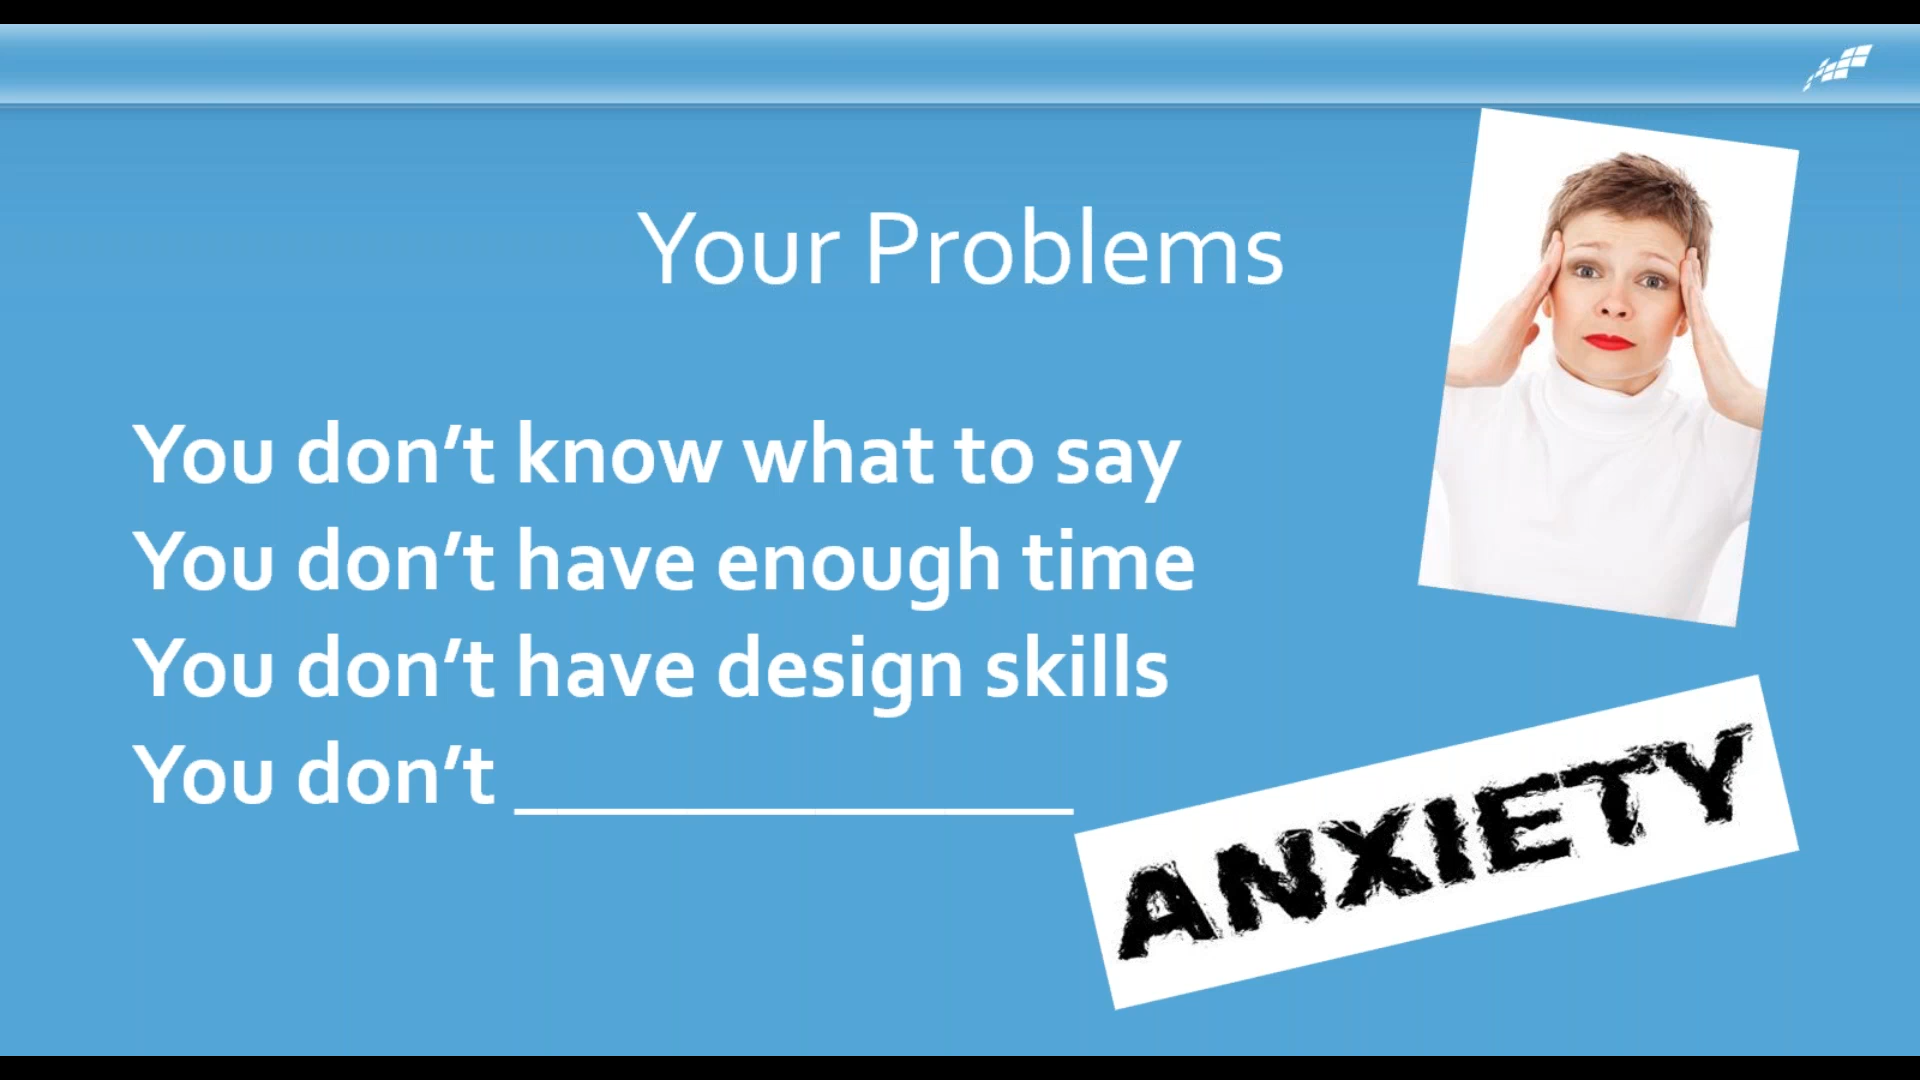 Your Problems
You don’t know what to say
You don’t have enough time
You don’t have design skills
You don’t ______________
ANXIETY